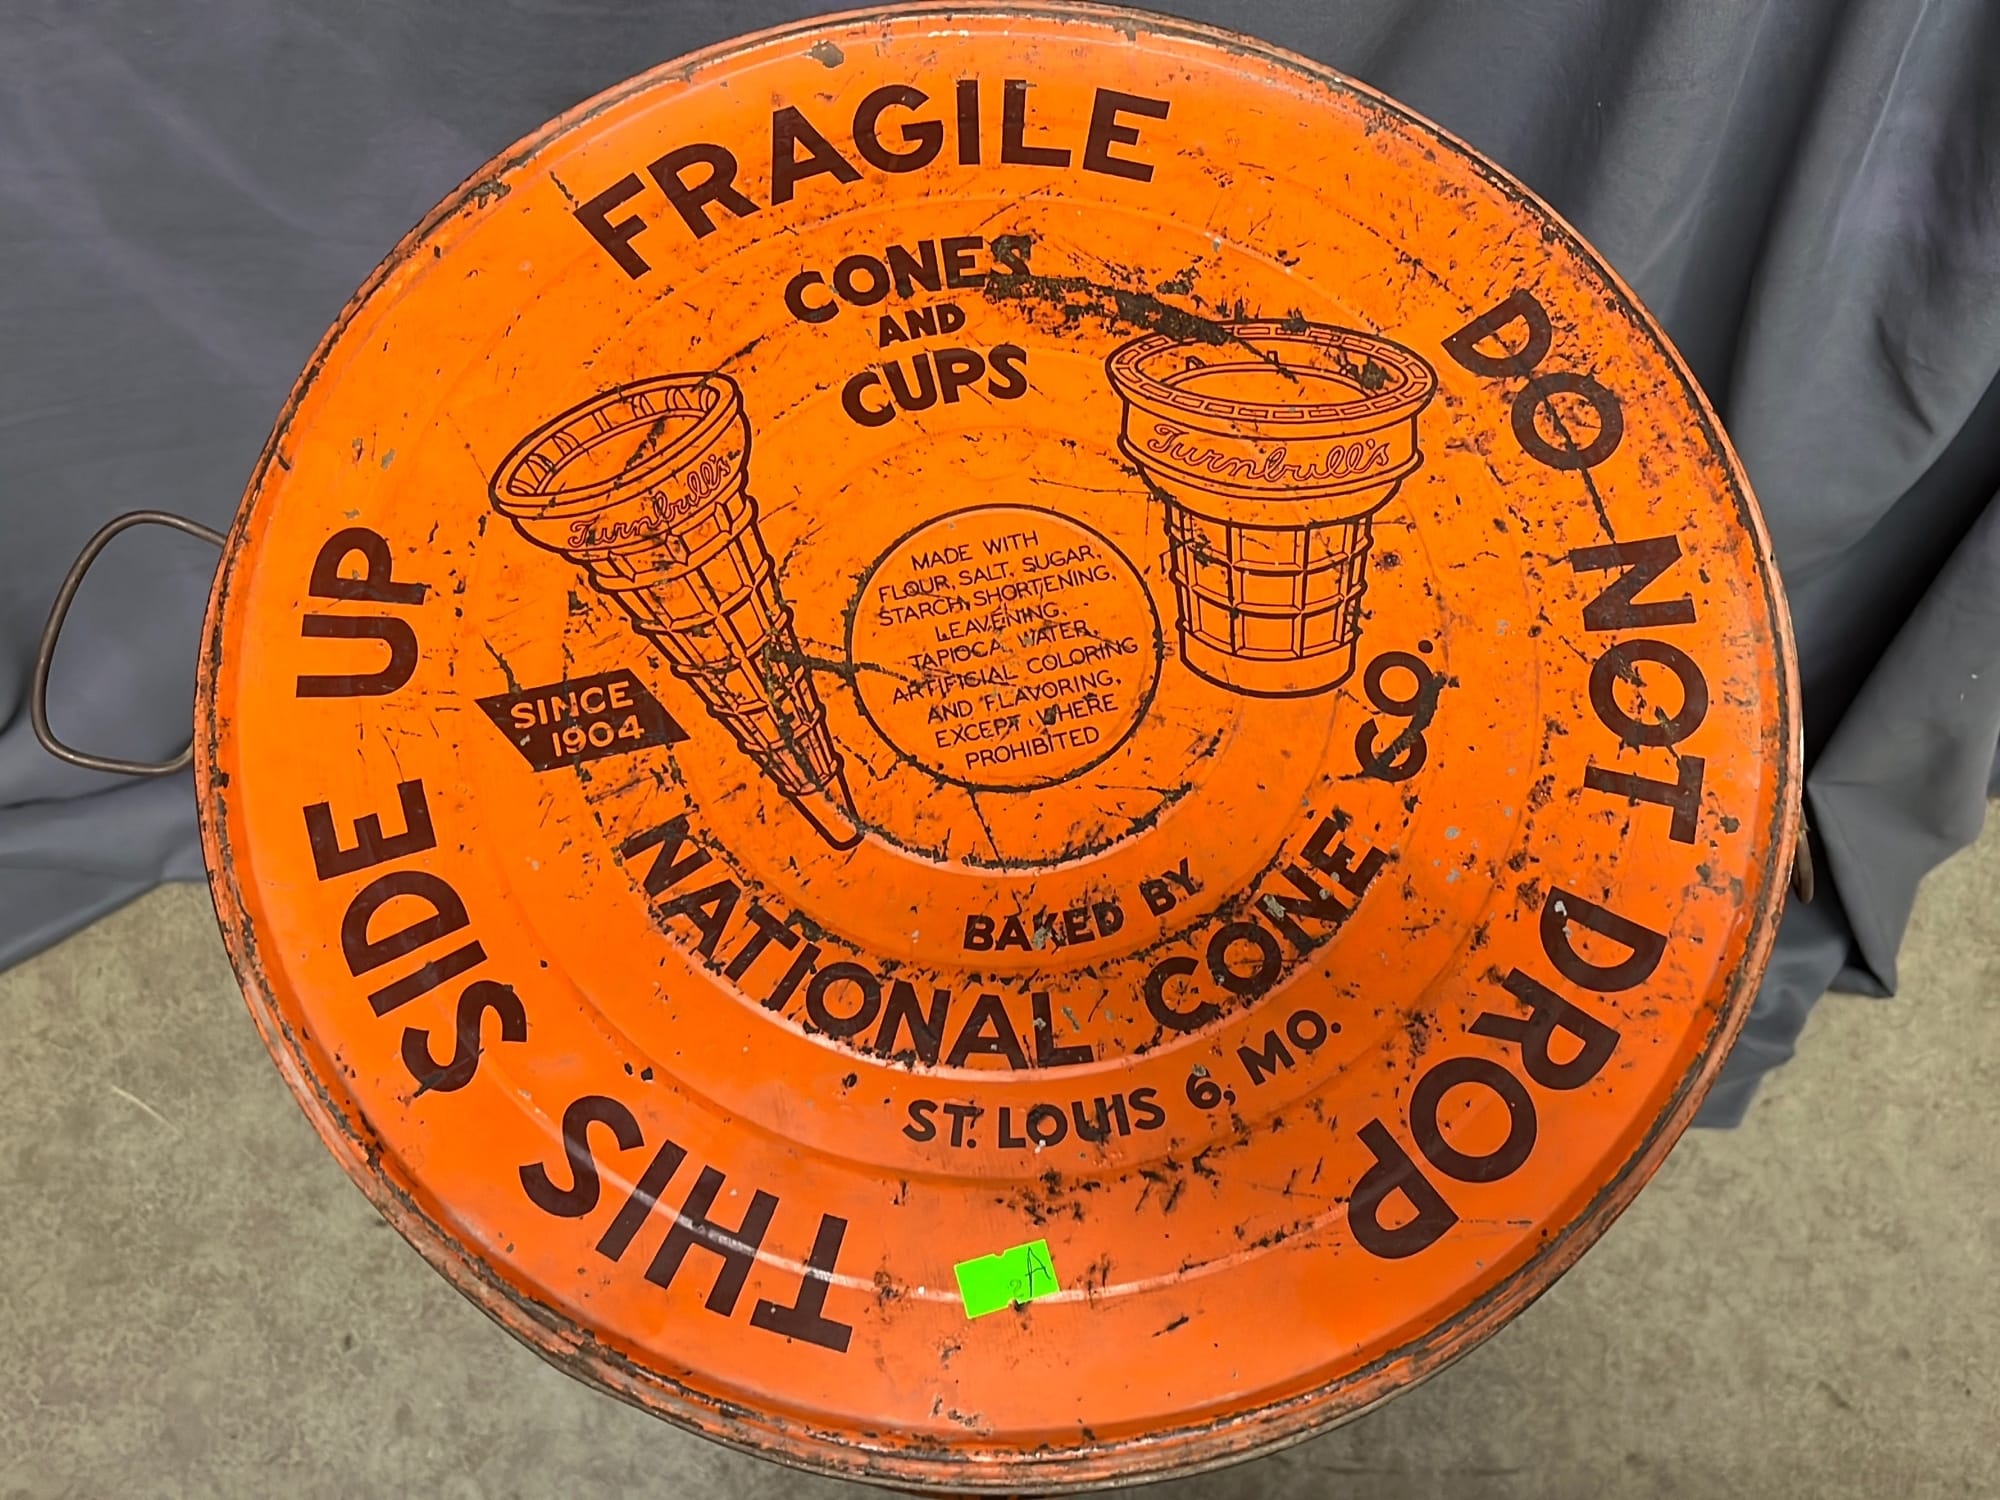 FRAGILE
DO NOT DROP
THIS SIDE UP
CONES
AND
CUPS
Turnbull's
Turnbull's
MADE WITH
FLOUR, SALT, SUGAR,
STARCH, SHORTENING,
LEAVENING,
TAPIOCA, WATER,
ARTIFICIAL COLORING
AND FLAVORING,
EXCEPT WHERE
PROHIBITED
SINCE
1904
BAKED BY
NATIONAL CONE CO.
ST. LOUIS 6, MO.
A